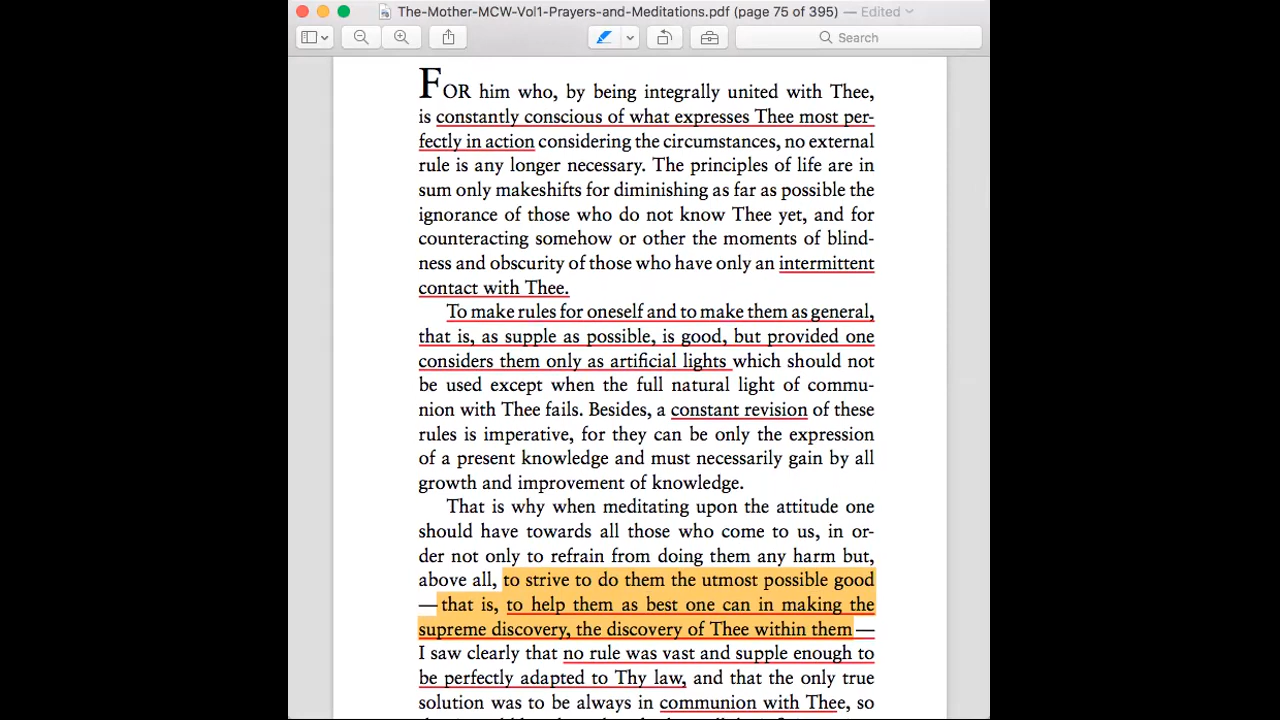 The-Mother-MCW-Vol1-Prayers-and-Meditations.pdf (page 75 of 395) — Edited
Search
FOR him who, by being integrally united with Thee,
is constantly conscious of what expresses Thee most per-
fectly in action considering the circumstances, no external
rule is any longer necessary. The principles of life are in
sum only makeshifts for diminishing as far as possible the
ignorance of those who do not know Thee yet, and for
counteracting somehow or other the moments of blind-
ness and obscurity of those who have only an intermittent
contact with Thee.
To make rules for oneself and to make them as general,
that is, as supple as possible, is good, but provided one
considers them only as artificial lights which should not
be used except when the full natural light of commu-
nion with Thee fails. Besides, a constant revision of these
rules is imperative, for they can be only the expression
of a present knowledge and must necessarily gain by all
growth and improvement of knowledge.
That is why when meditating upon the attitude one
should have towards all those who come to us, in or-
der not only to refrain from doing them any harm but,
above all, to strive to do them the utmost possible good
— that is, to help them as best one can in making the
supreme discovery, the discovery of Thee within them —
I saw clearly that no rule was vast and supple enough to
be perfectly adapted to Thy law, and that the only true
solution was to be always in communion with Thee, so